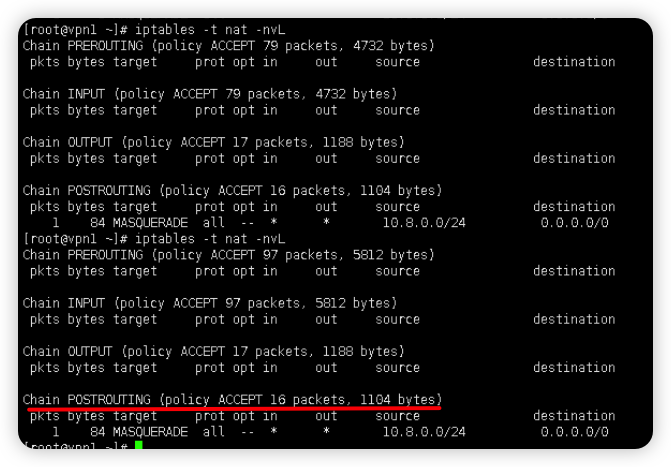 [root@vpn1 ~]# iptables -t nat -nvL
Chain PREROUTING (policy ACCEPT 79 packets, 4732 bytes)
pkts bytes target prot opt in out source destination
Chain INPUT (policy ACCEPT 79 packets, 4732 bytes)
pkts bytes target prot opt in out source destination
Chain OUTPUT (policy ACCEPT 17 packets, 1188 bytes)
pkts bytes target prot opt in out source destination
Chain POSTROUTING (policy ACCEPT 16 packets, 1104 bytes)
pkts bytes target prot opt in out source destination
1 84 MASQUERADE all -- * * 10.8.0.0/24 0.0.0.0/0
[root@vpn1 ~]# iptables -t nat -nvL
Chain PREROUTING (policy ACCEPT 97 packets, 5812 bytes)
pkts bytes target prot opt in out source destination
Chain INPUT (policy ACCEPT 97 packets, 5812 bytes)
pkts bytes target prot opt in out source destination
Chain OUTPUT (policy ACCEPT 17 packets, 1188 bytes)
pkts bytes target prot opt in out source destination
Chain POSTROUTING (policy ACCEPT 16 packets, 1104 bytes)
pkts bytes target prot opt in out source destination
1 84 MASQUERADE all -- * * 10.8.0.0/24 0.0.0.0/0
[root@vpn1 ~]#